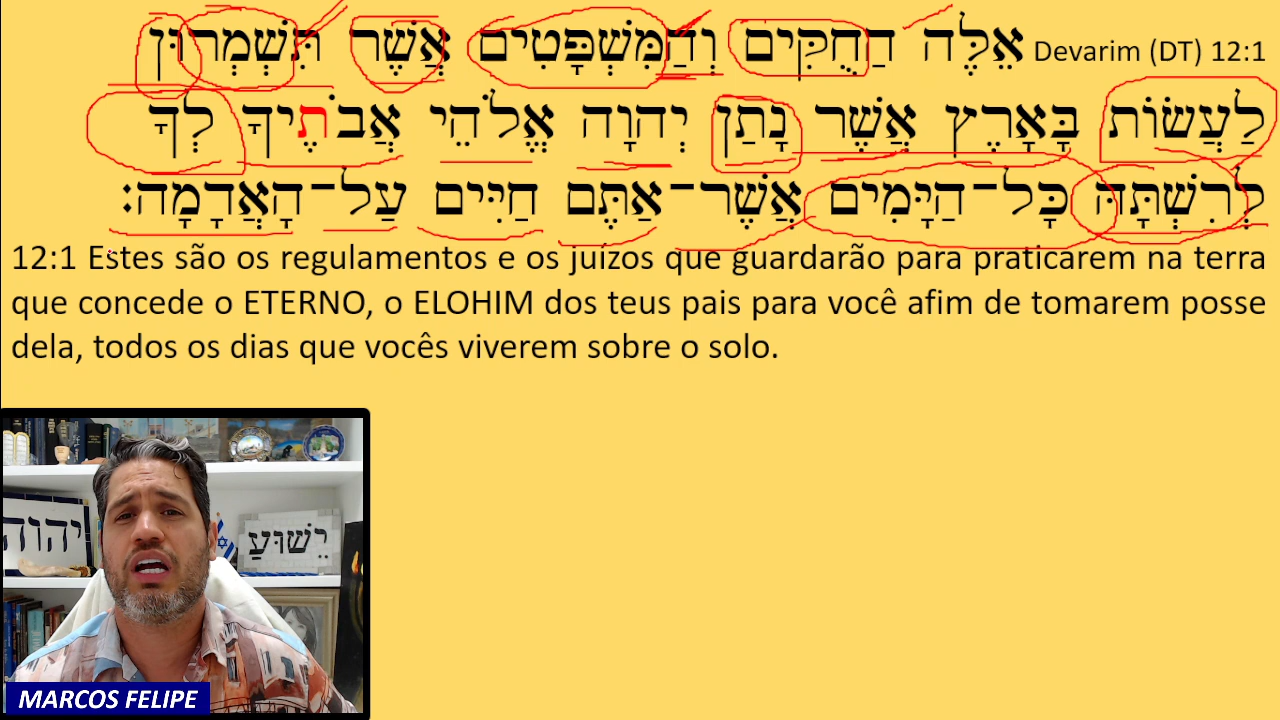 אֵלֶּה הַחֻקִּים וְהַמִּשְׁפָּטִים אֲשֶׁר תִּשְׁמְרוּן Devarim (DT) 12:1
לַעֲשׂוֹת בָּאָרֶץ אֲשֶׁר נָתַן יְהוָה אֱלֹהֵי אֲבֹתֶיךָ לְךָ
לְרִשְׁתָּהּ כָּל־הַיָּמִים אֲשֶׁר־אַתֶּם חַיִּים עַל־הָאֲדָמָה׃
12:1 Estes são os regulamentos e os juízos que guardarão para praticarem na terra
que concede o ETERNO, o ELOHIM dos teus pais para você afim de tomarem posse
dela, todos os dias que vocês viverem sobre o solo.
יהוה
יֵשׁוּעַ
MARCOS FELIPE